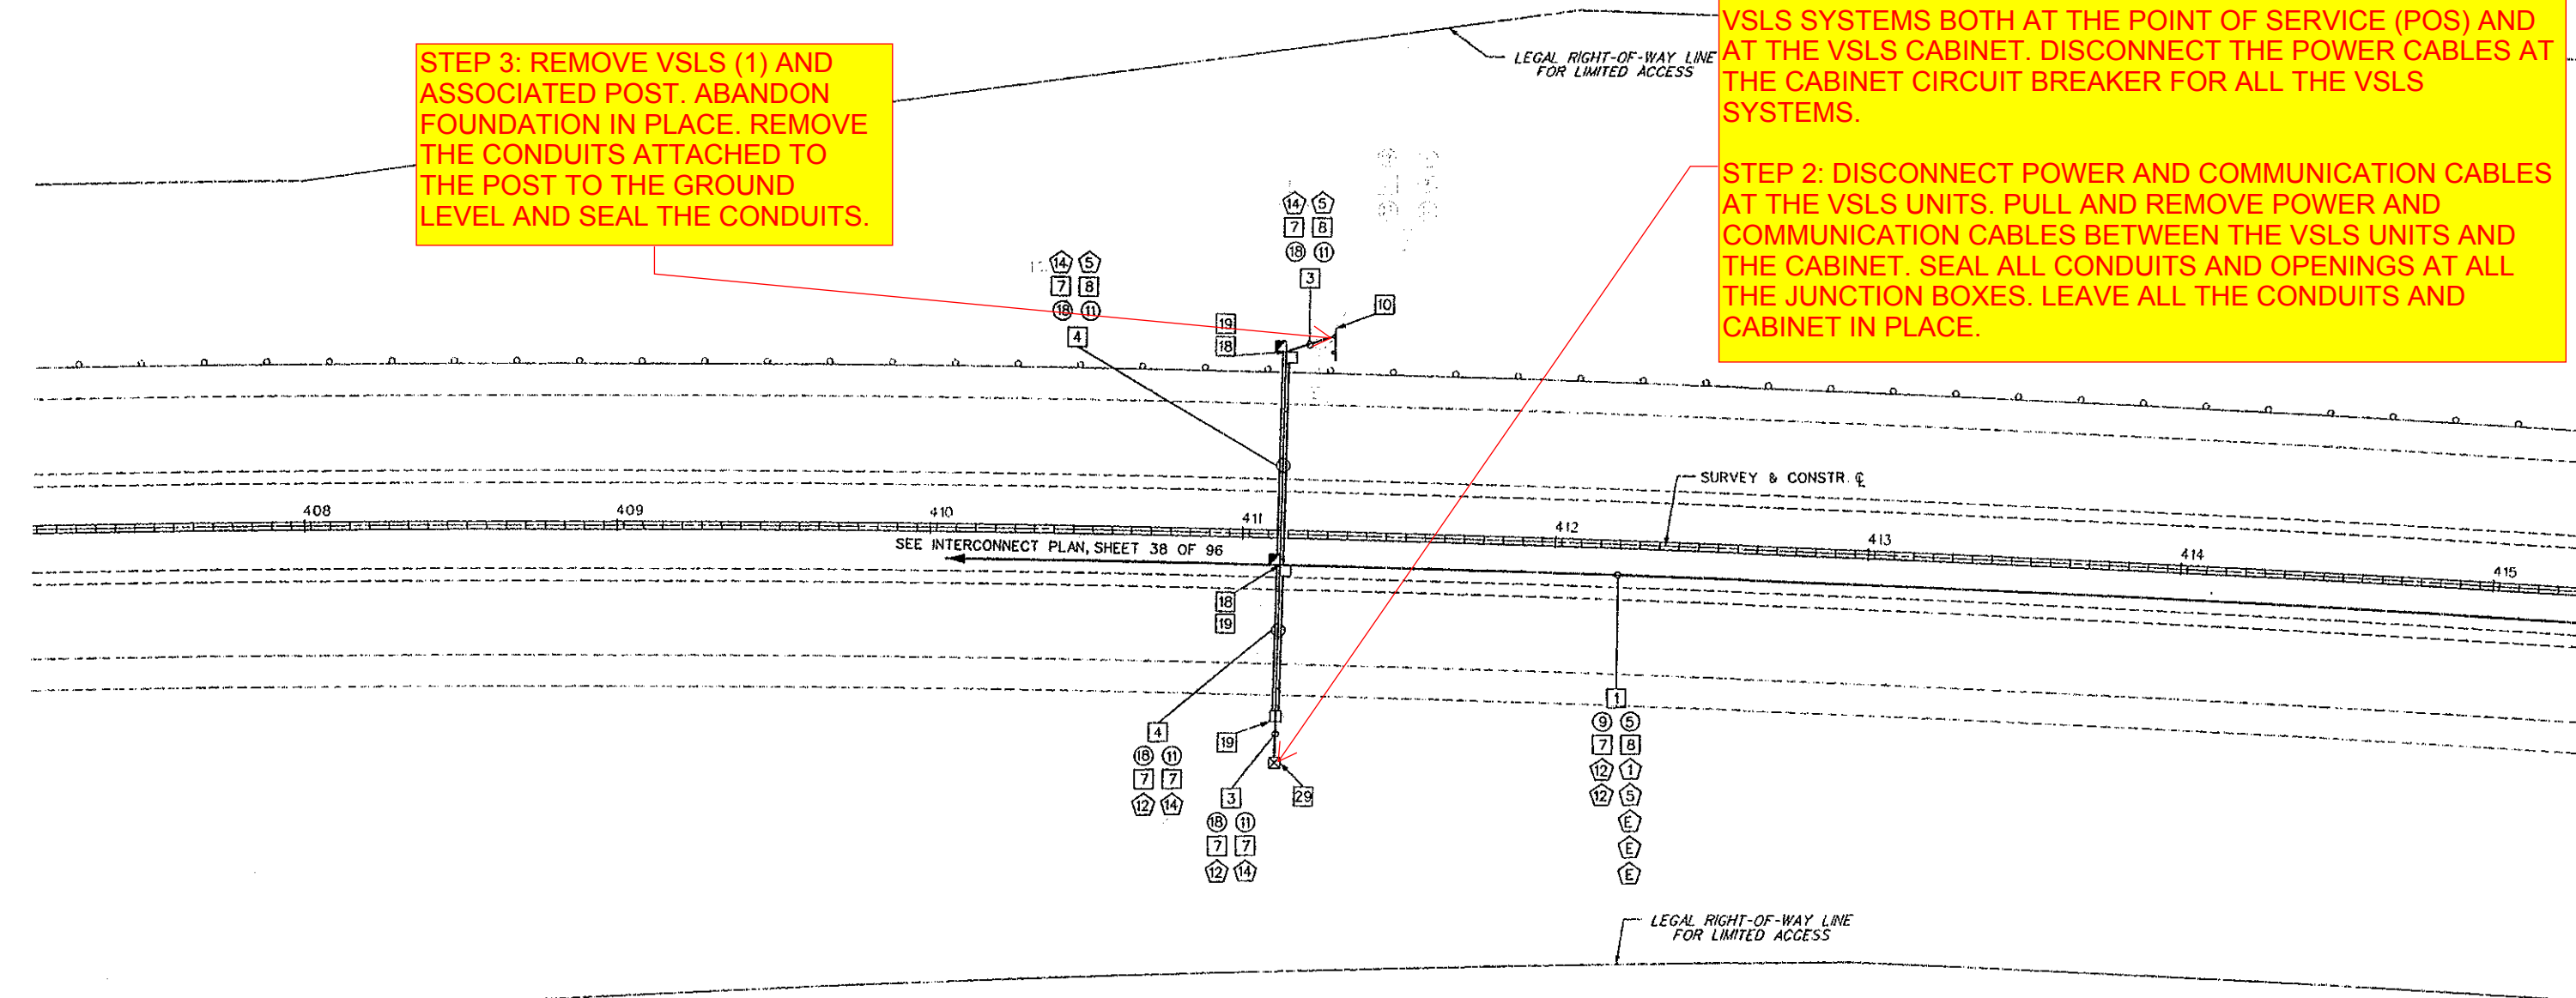 STEP 3: REMOVE VSLS (1) AND
ASSOCIATED POST. ABANDON
FOUNDATION IN PLACE. REMOVE
THE CONDUITS ATTACHED TO
THE POST TO THE GROUND
LEVEL AND SEAL THE CONDUITS.
LEGAL RIGHT-OF-WAY LINE
FOR LIMITED ACCESS
VSLS SYSTEMS BOTH AT THE POINT OF SERVICE (POS) AND
AT THE VSLS CABINET. DISCONNECT THE POWER CABLES AT
THE CABINET CIRCUIT BREAKER FOR ALL THE VSLS
SYSTEMS.
STEP 2: DISCONNECT POWER AND COMMUNICATION CABLES
AT THE VSLS UNITS. PULL AND REMOVE POWER AND
COMMUNICATION CABLES BETWEEN THE VSLS UNITS AND
THE CABINET. SEAL ALL CONDUITS AND OPENINGS AT ALL
THE JUNCTION BOXES. LEAVE ALL THE CONDUITS AND
CABINET IN PLACE.
14 5
7 8
18 11
3
14 5
7 8
18 11
4
10
19
18
SURVEY & CONSTR. ℄
408 409 410 411 412 413 414 415
SEE INTERCONNECT PLAN, SHEET 38 OF 96
18
19
4
18 11
7 7
12 14
19
3
18 11
7 7
12 14
29
1
9 5
7 8
12 1
12 5
E
E
E
LEGAL RIGHT-OF-WAY LINE
FOR LIMITED ACCESS